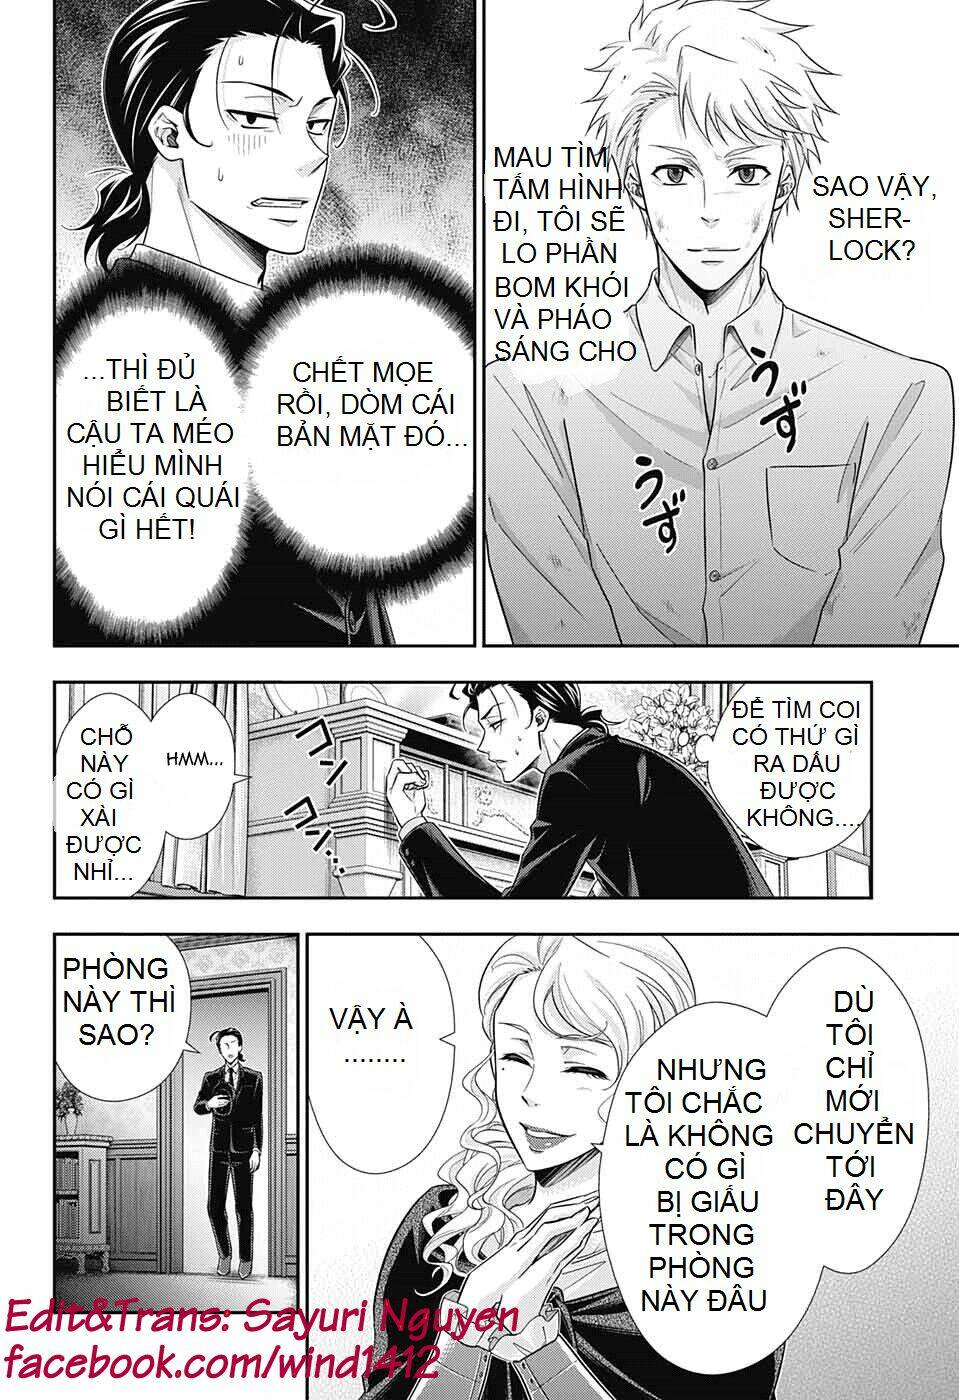 SAO VẬY,
SHER-
LOCK?
MAU TÌM
TẤM HÌNH
ĐI, TÔI SẼ
LO PHẦN
BOM KHÓI
VÀ PHÁO
SÁNG CHO
うず
うず
CHẾT MỌE
RỒI, DÒM CÁI
BẢN MẶT ĐÓ...
...THÌ ĐỦ
BIẾT LÀ
CẬU TA MÉO
HIỂU MÌNH
NÓI CÁI QUÁI
GÌ HẾT!
ĐỂ TÌM COI
CÓ THỨ GÌ
RA DẤU
ĐƯỢC
KHÔNG....
HMM...
CHỖ
NÀY
CÓ GÌ
XÀI
ĐƯỢC
NHỈ...
DÙ
TÔI
CHỈ
MỚI
CHUYỂN
TỚI
ĐÂY
NHƯNG
TÔI CHẮC
LÀ KHÔNG
CÓ GÌ
BỊ GIẤU
TRONG
PHÒNG
NÀY ĐÂU
VẬY À
........
PHÒNG
NÀY THÌ
SAO?
Edit&Trans: Sayuri Nguyen
facebook.com/wind1412